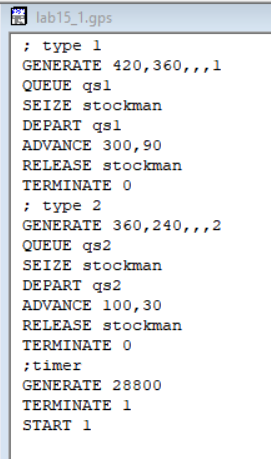 lab15_1.gps
; type 1
GENERATE 420,360,,,1
QUEUE qs1
SEIZE stockman
DEPART qs1
ADVANCE 300,90
RELEASE stockman
TERMINATE 0
; type 2
GENERATE 360,240,,,2
QUEUE qs2
SEIZE stockman
DEPART qs2
ADVANCE 100,30
RELEASE stockman
TERMINATE 0
;timer
GENERATE 28800
TERMINATE 1
START 1